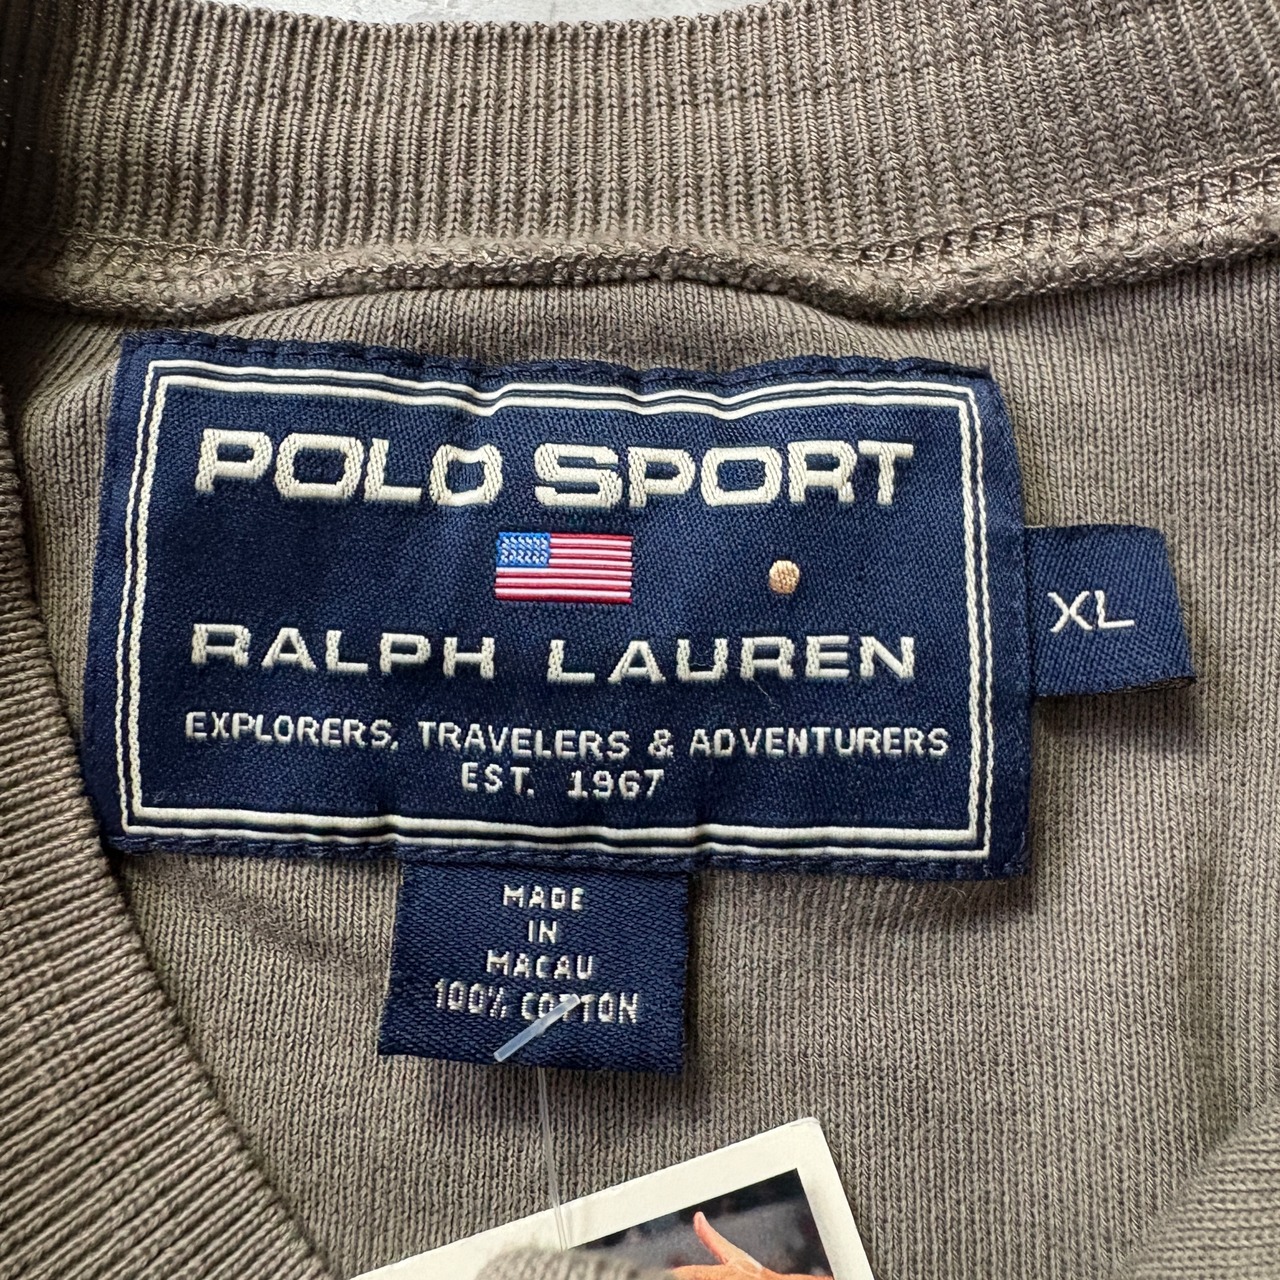 POLO SPORT
RALPH LAUREN
EXPLORERS, TRAVELERS & ADVENTURERS
EST. 1967
XL
MADE
IN
MACAU
100% COTTON